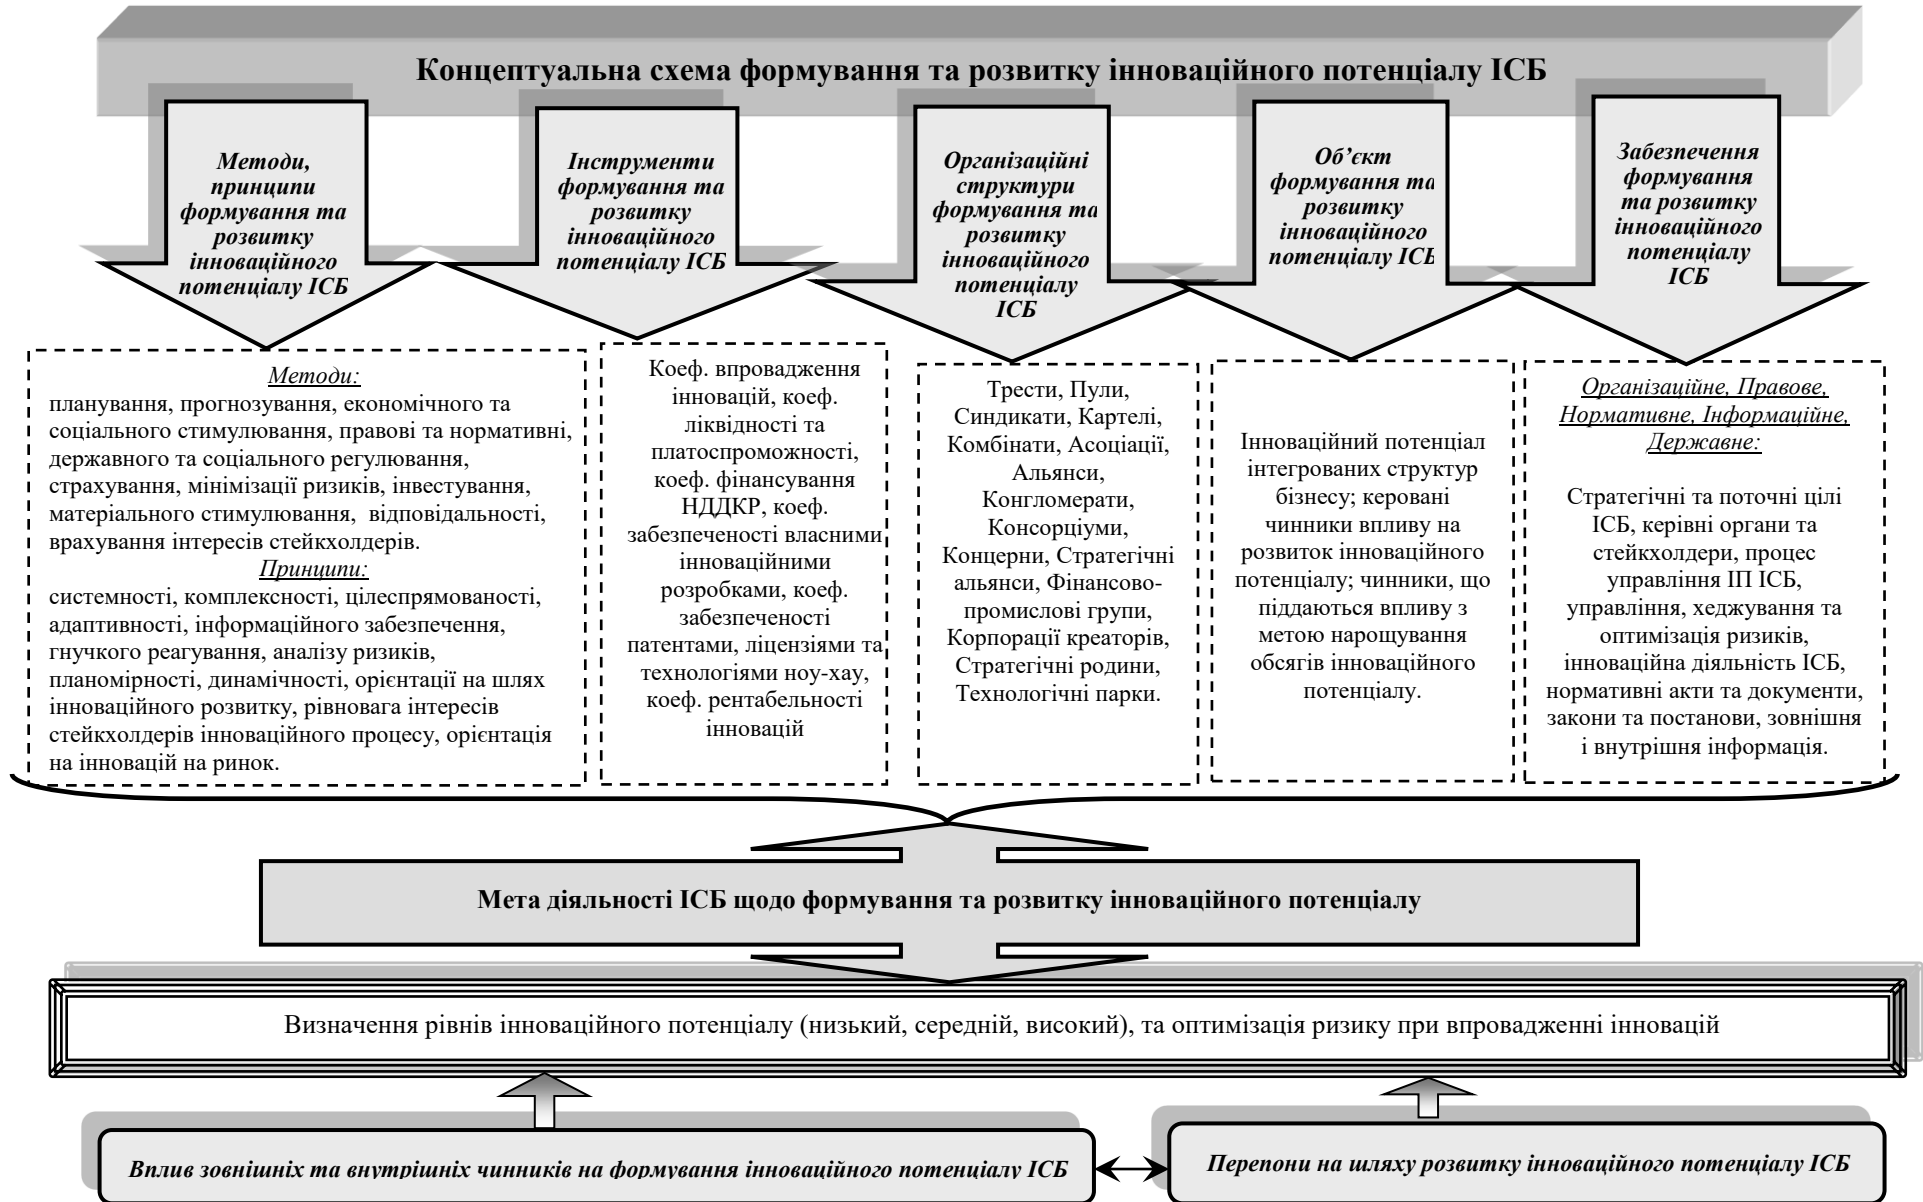 Концептуальна схема формування та розвитку інноваційного потенціалу ІСБ
Методи,
принципи
формування та
розвитку
інноваційного
потенціалу ІСБ
Інструменти
формування та
розвитку
інноваційного
потенціалу ІСБ
Організаційні
структури
формування та
розвитку
інноваційного
потенціалу
ІСБ
Об’єкт
формування та
розвитку
інноваційного
потенціалу ІСБ
Забезпечення
формування
та розвитку
інноваційного
потенціалу
ІСБ
Методи:
планування, прогнозування, економічного та
соціального стимулювання, правові та нормативні,
державного та соціального регулювання,
страхування, мінімізації ризиків, інвестування,
матеріального стимулювання, відповідальності,
врахування інтересів стейкхолдерів.
Принципи:
системності, комплексності, цілеспрямованості,
адаптивності, інформаційного забезпечення,
гнучкого реагування, аналізу ризиків,
планомірності, динамічності, орієнтації на шлях
інноваційного розвитку, рівновага інтересів
стейкхолдерів інноваційного процесу, орієнтація
на інновацій на ринок.
Коеф. впровадження
інновацій, коеф.
ліквідності та
платоспроможності,
коеф. фінансування
НДДКР, коеф.
забезпеченості власними
інноваційними
розробками, коеф.
забезпеченості
патентами, ліцензіями та
технологіями ноу-хау,
коеф. рентабельності
інновацій
Трести, Пули,
Синдикати, Картелі,
Комбінати, Асоціації,
Альянси,
Конгломерати,
Консорціуми,
Концерни, Стратегічні
альянси, Фінансово-
промислові групи,
Корпорації креаторів,
Стратегічні родини,
Технологічні парки.
Інноваційний потенціал
інтегрованих структур
бізнесу; керовані
чинники впливу на
розвиток інноваційного
потенціалу; чинники, що
піддаються впливу з
метою нарощування
обсягів інноваційного
потенціалу.
Організаційне, Правове,
Нормативне, Інформаційне,
Державне:
Стратегічні та поточні цілі
ІСБ, керівні органи та
стейкхолдери, процес
управління ІП ІСБ,
управління, хеджування та
оптимізація ризиків,
інноваційна діяльність ІСБ,
нормативні акти та документи,
закони та постанови, зовнішня
і внутрішня інформація.
Мета діяльності ІСБ щодо формування та розвитку інноваційного потенціалу
Визначення рівнів інноваційного потенціалу (низький, середній, високий), та оптимізація ризику при впровадженні інновацій
Вплив зовнішніх та внутрішніх чинників на формування інноваційного потенціалу ІСБ
Перепони на шляху розвитку інноваційного потенціалу ІСБ